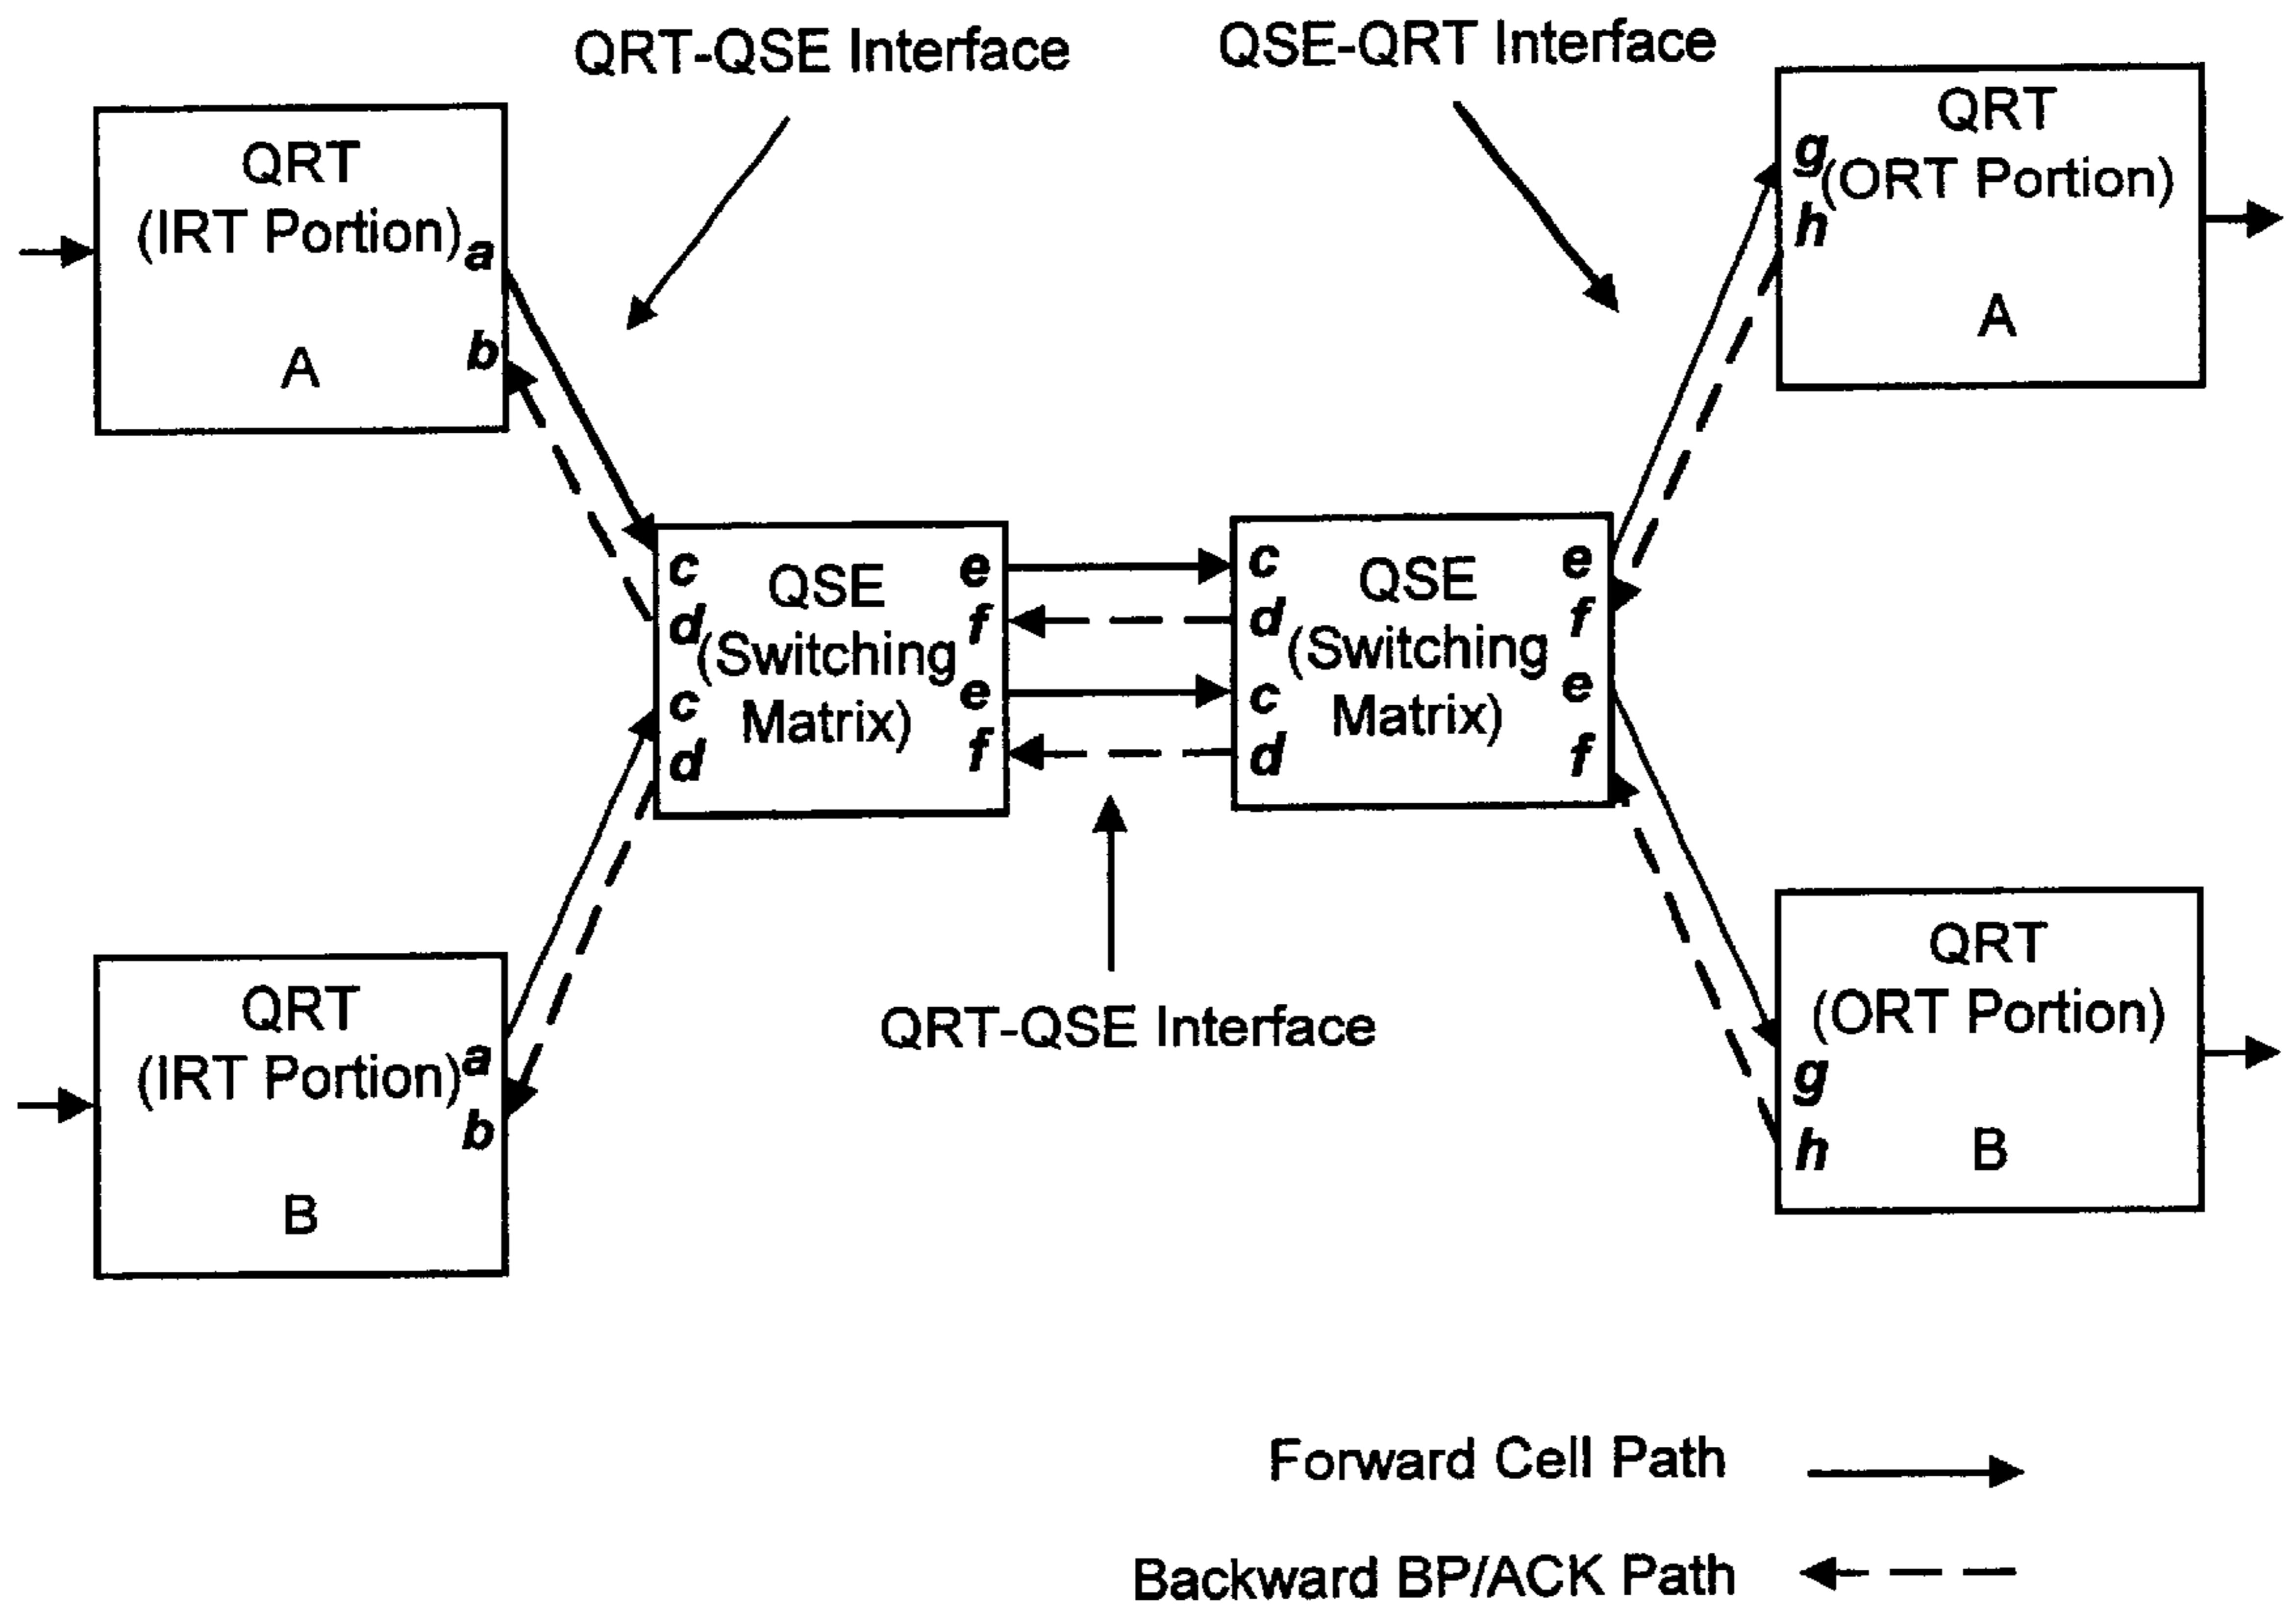 QRT-QSE Interface
QSE-QRT Interface
QRT
(IRT Portion)
a
b
A
QRT
g
(ORT Portion)
h
A
c
QSE
e
d
(Switching
f
c
Matrix)
e
d
f
c
QSE
e
d
(Switching
f
c
Matrix)
e
d
f
QRT-QSE Interface
QRT
(IRT Portion)
a
b
B
QRT
(ORT Portion)
g
h
B
Forward Cell Path
Backward BP/ACK Path